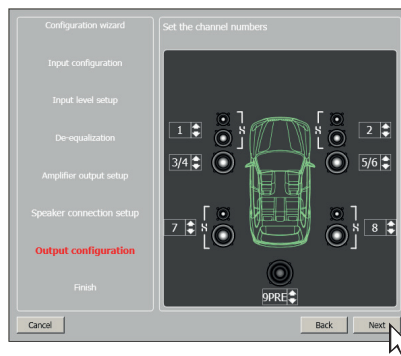 Configuration wizard
Set the channel numbers
Input configuration
Input level setup
De-equalization
Amplifier output setup
Speaker connection setup
Output configuration
Finish
1
2
3/4
5/6
7
8
9PRE
Cancel
Back
Next